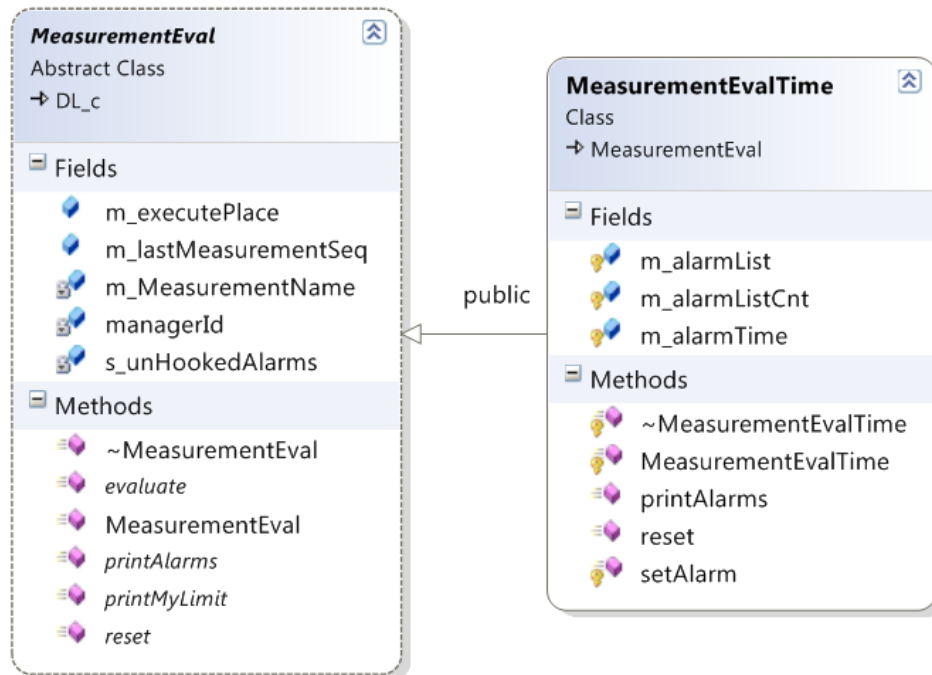 MeasurementEval
Abstract Class
DL_c
Fields
m_executePlace
m_lastMeasurementSeq
m_MeasurementName
managerId
s_unHookedAlarms
Methods
~MeasurementEval
evaluate
MeasurementEval
printAlarms
printMyLimit
reset
public
MeasurementEvalTime
Class
MeasurementEval
Fields
m_alarmList
m_alarmListCnt
m_alarmTime
Methods
~MeasurementEvalTime
MeasurementEvalTime
printAlarms
reset
setAlarm